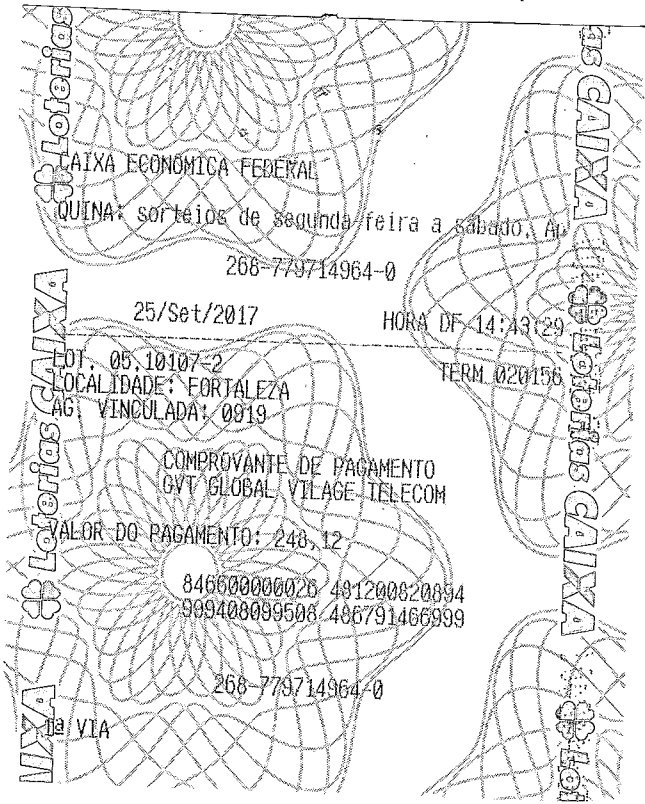 Loterias
CAIXA ECONÔMICA FEDERAL
QUINA: sorteios de segunda-feira a sábado. Ap
268-779714964-0
25/Set/2017 HORA DF 14:43:29
LOT. 05.10107-2 TERM 020156
LOCALIDADE: FORTALEZA
AG. VINCULADA: 0919
COMPROVANTE DE PAGAMENTO
GVT GLOBAL VILAGE TELECOM
VALOR DO PAGAMENTO: 248,12
846600000026 481200820894
999408099508 486791466999
268-779714964-0
1ª VIA
Loterias CAIXA
IXA
as CAIXA
Loterias CAIXA
Lot